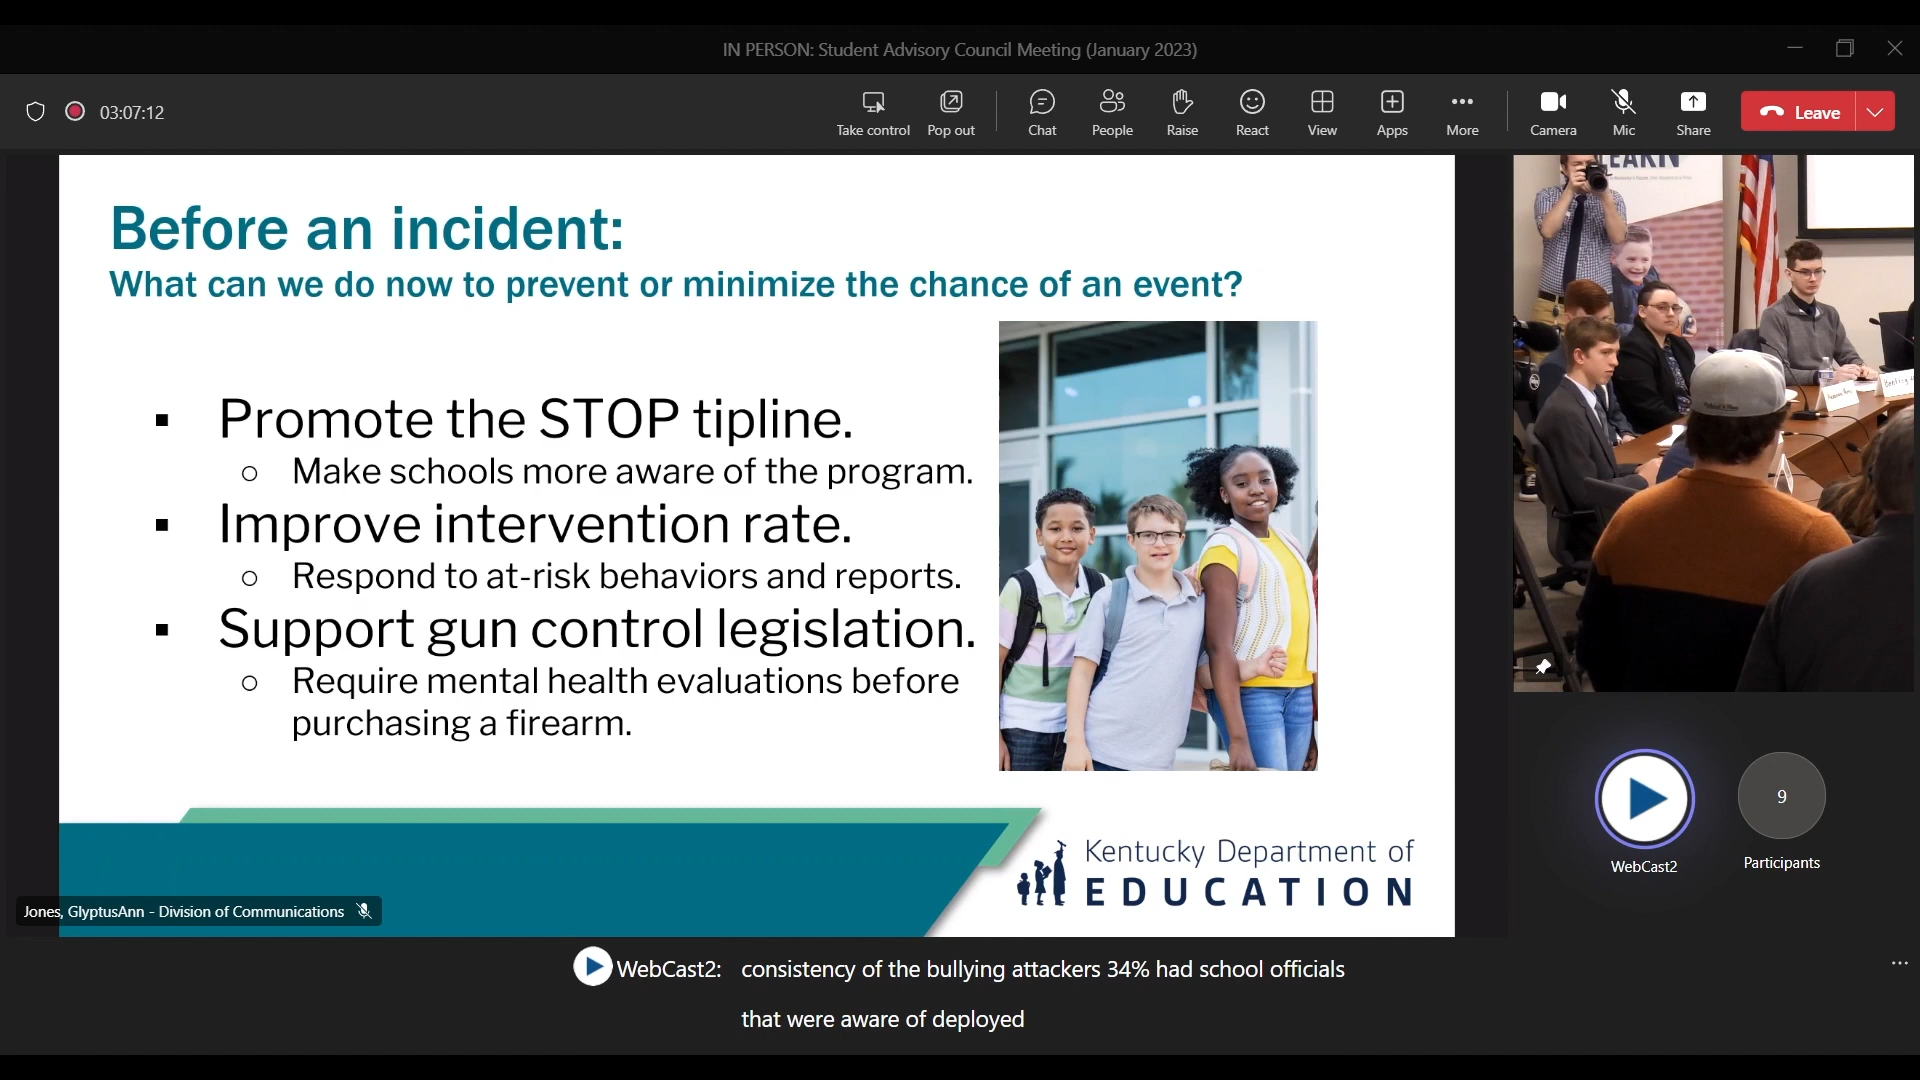 IN PERSON: Student Advisory Council Meeting (January 2023)
03:07:12
Take control
Pop out
Chat
People
Raise
React
View
Apps
More
Camera
Mic
Share
Leave
Before an incident:
What can we do now to prevent or minimize the chance of an event?
▪ Promote the STOP tipline.
○ Make schools more aware of the program.
▪ Improve intervention rate.
○ Respond to at-risk behaviors and reports.
▪ Support gun control legislation.
○ Require mental health evaluations before
purchasing a firearm.
Kentucky Department of
EDUCATION
Jones, GlyptusAnn - Division of Communications
LEARN
9
WebCast2
Participants
WebCast2: consistency of the bullying attackers 34% had school officials
that were aware of deployed